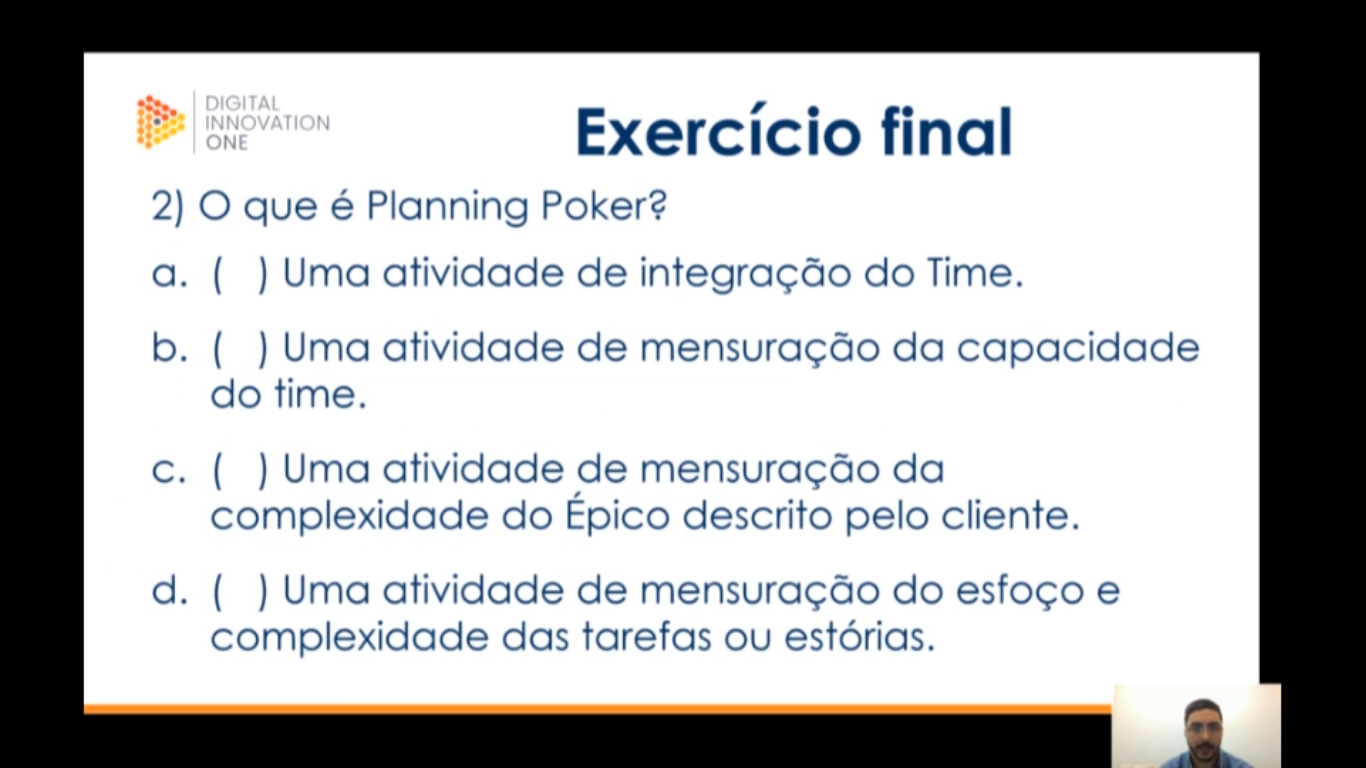 DIGITAL
INNOVATION
ONE
Exercício final
2) O que é Planning Poker?
a. ( ) Uma atividade de integração do Time.
b. ( ) Uma atividade de mensuração da capacidade
do time.
c. ( ) Uma atividade de mensuração da
complexidade do Épico descrito pelo cliente.
d. ( ) Uma atividade de mensuração do esfoço e
complexidade das tarefas ou estórias.